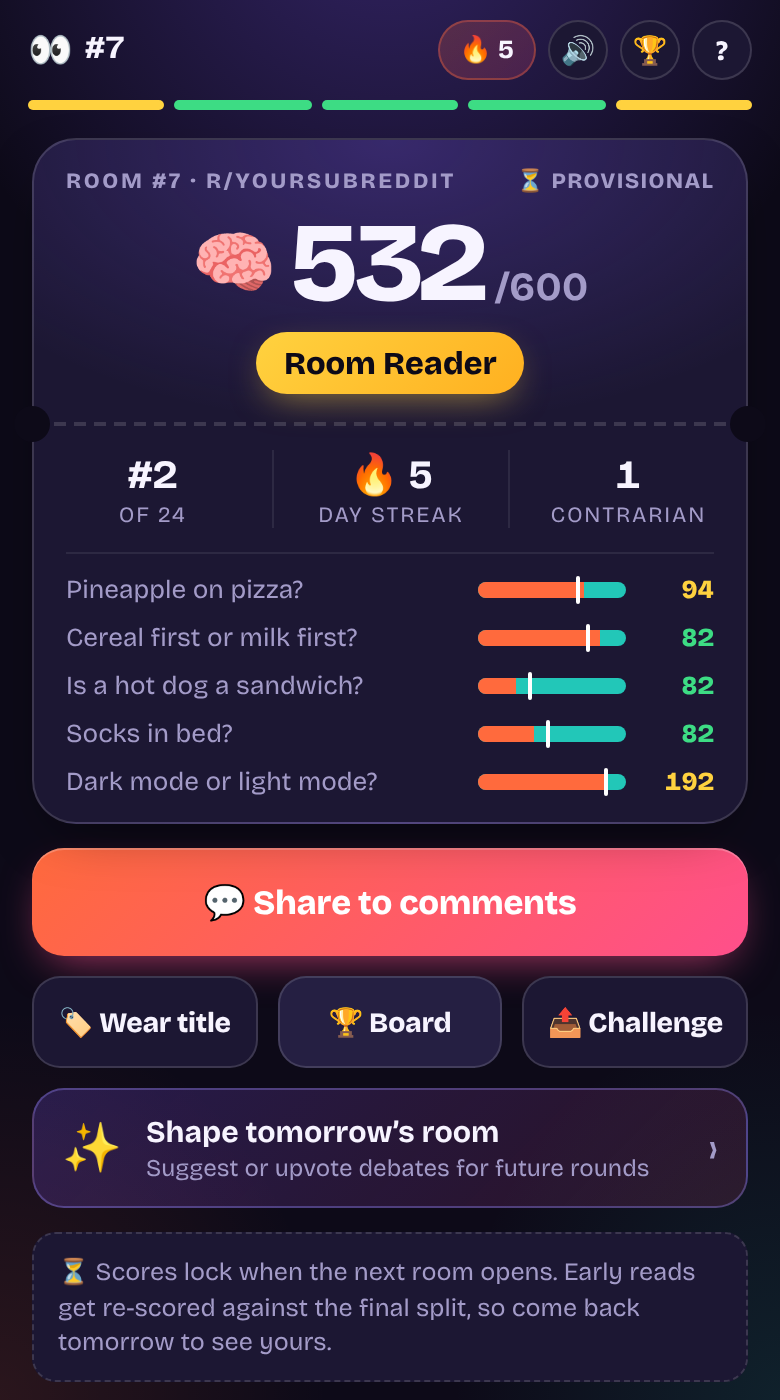 👀 #7
🔥 5 🔊 🏆 ?
ROOM #7 · R/YOURSUBREDDIT ⏳ PROVISIONAL
🧠 532 /600
Room Reader
#2
OF 24
🔥 5
DAY STREAK
1
CONTRARIAN
Pineapple on pizza? 94
Cereal first or milk first? 82
Is a hot dog a sandwich? 82
Socks in bed? 82
Dark mode or light mode? 192
💬 Share to comments
🏷️ Wear title
🏆 Board
📤 Challenge
✨ Shape tomorrow’s room
Suggest or upvote debates for future rounds
⏳ Scores lock when the next room opens. Early reads
get re-scored against the final split, so come back
tomorrow to see yours.